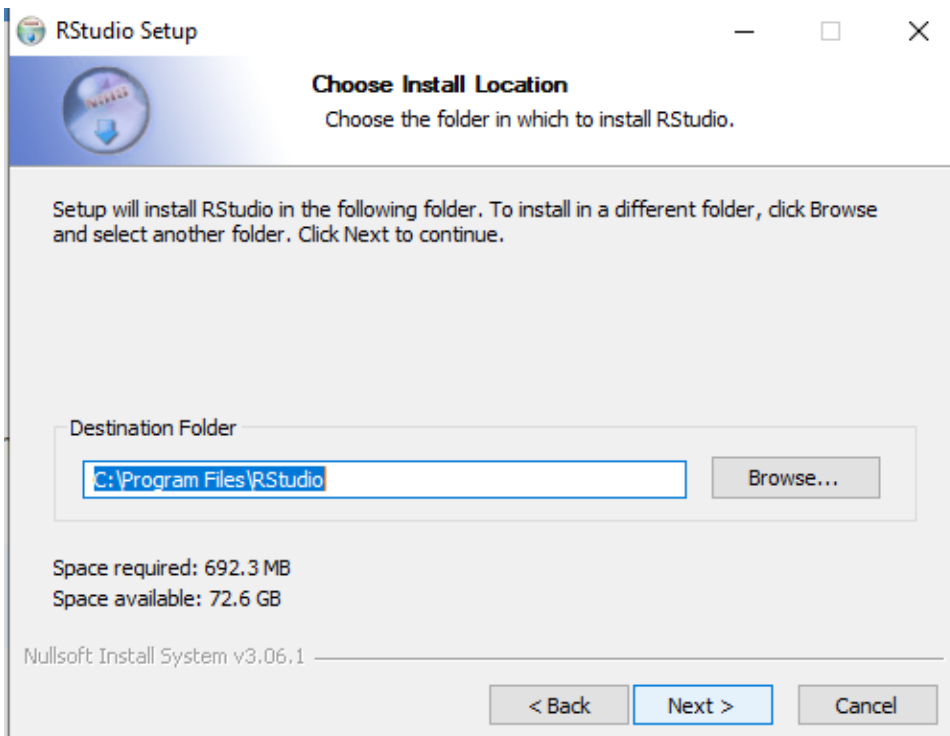 RStudio Setup
Choose Install Location
Choose the folder in which to install RStudio.
Setup will install RStudio in the following folder. To install in a different folder, click Browse
and select another folder. Click Next to continue.
Destination Folder
C:\Program Files\RStudio
Browse...
Space required: 692.3 MB
Space available: 72.6 GB
Nullsoft Install System v3.06.1
< Back
Next >
Cancel